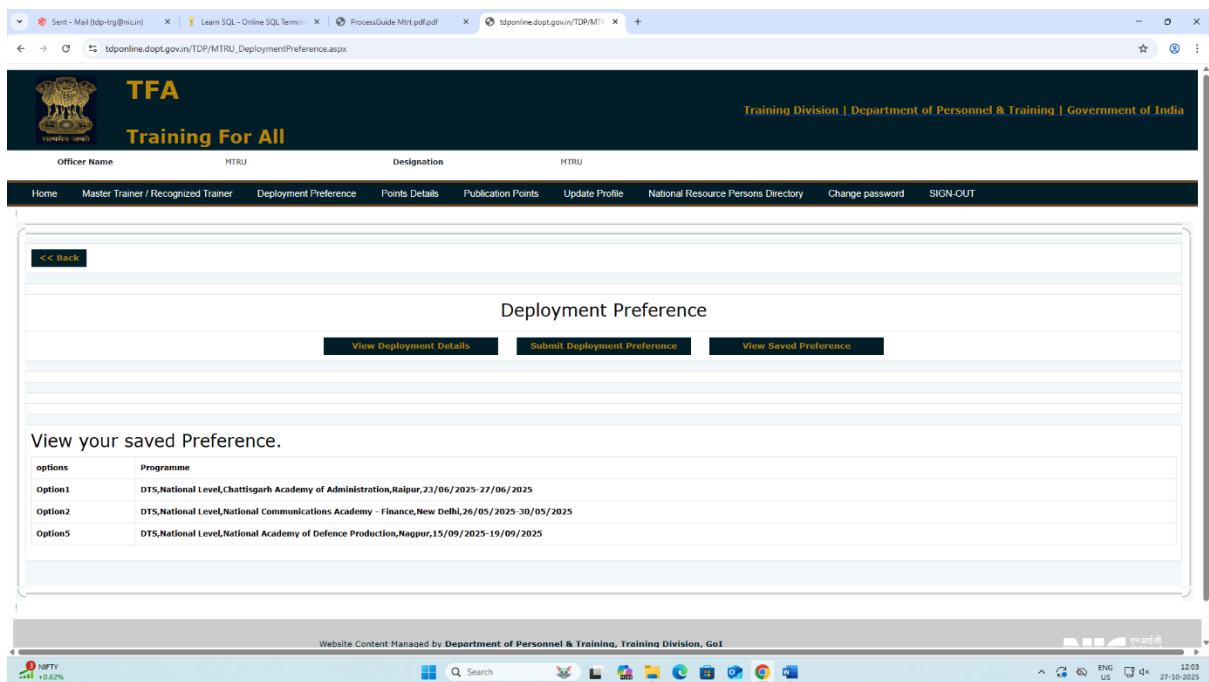 Sent - Mail (tdp-trg@nic.in)
Learn SQL - Online SQL Termin
ProcessGuide Mtrt pdf.pdf
tdponline.dopt.gov.in/TDP/MTR
tdponline.dopt.gov.in/TDP/MTRU_DeploymentPreference.aspx
TFA
Training For All
सत्यमेव जयते
Training Division | Department of Personnel & Training | Government of India
Officer Name MTRU Designation MTRU
Home Master Trainer / Recognized Trainer Deployment Preference Points Details Publication Points Update Profile National Resource Persons Directory Change password SIGN-OUT
<< Back
Deployment Preference
View Deployment Details Submit Deployment Preference View Saved Preference
View your saved Preference.
options Programme
Option1 DTS,National Level,Chattisgarh Academy of Administration,Raipur,23/06/2025-27/06/2025
Option2 DTS,National Level,National Communications Academy - Finance,New Delhi,26/05/2025-30/05/2025
Option5 DTS,National Level,National Academy of Defence Production,Nagpur,15/09/2025-19/09/2025
Website Content Managed by Department of Personnel & Training, Training Division, GoI
एन आई सी
3
NIFTY
+0.62%
Search
ENG
US
12:03
27-10-2025